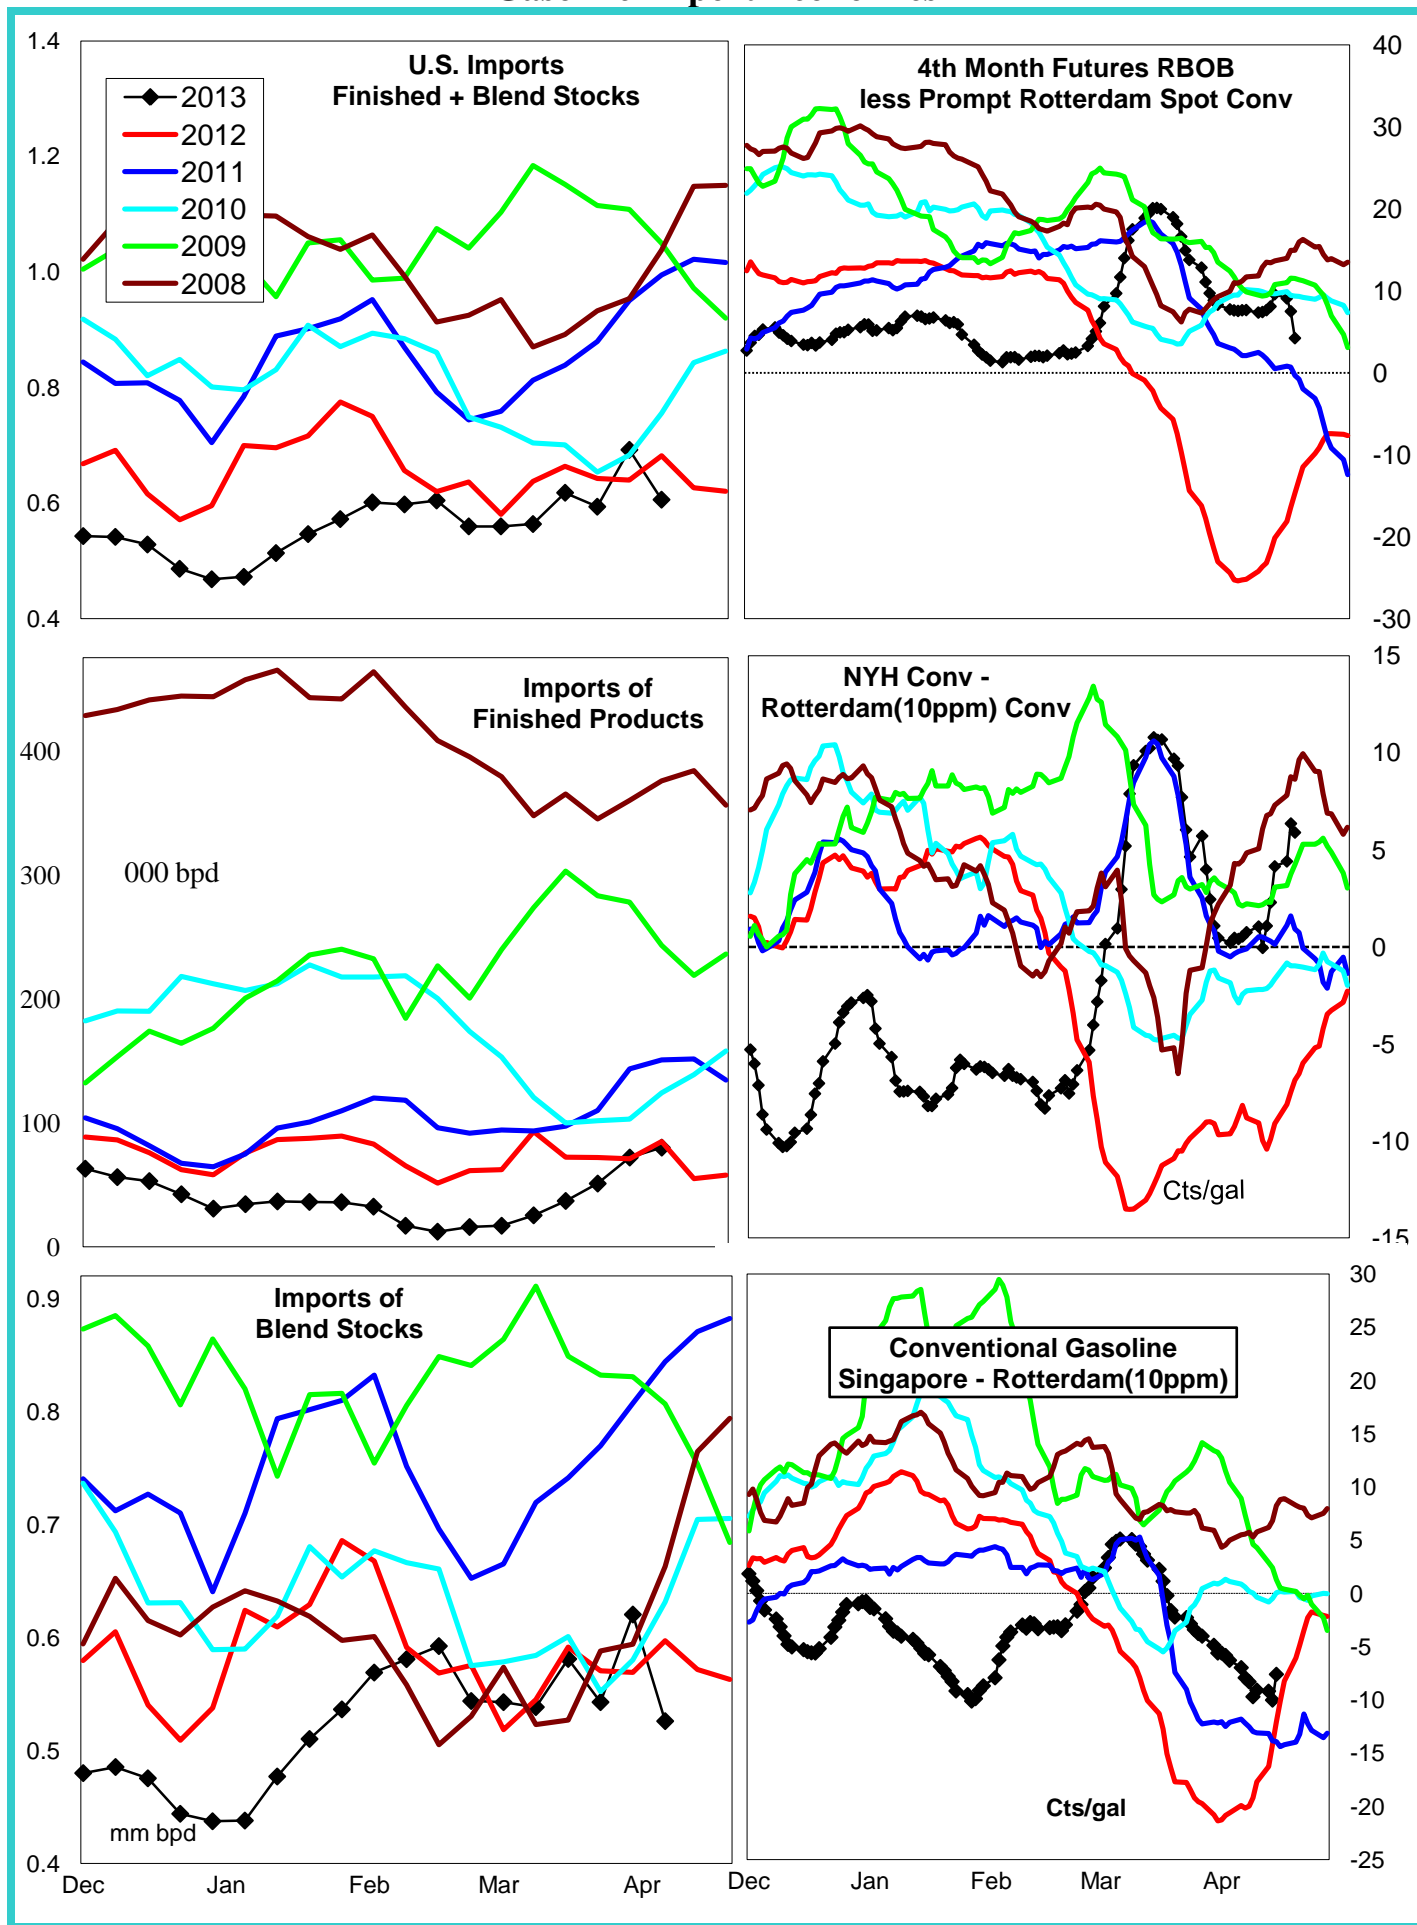 U.S. Imports
Finished + Blend Stocks
1.4
1.2
1.0
0.8
0.6
0.4
2013
2012
2011
2010
2009
2008
4th Month Futures RBOB
less Prompt Rotterdam Spot Conv
40
30
20
10
0
-10
-20
-30
Imports of
Finished Products
000 bpd
400
300
200
100
0
NYH Conv -
Rotterdam(10ppm) Conv
15
10
5
0
-5
-10
-15
Cts/gal
Imports of
Blend Stocks
0.9
0.8
0.7
0.6
0.5
0.4
mm bpd
Dec Jan Feb Mar Apr
Conventional Gasoline
Singapore - Rotterdam(10ppm)
30
25
20
15
10
5
0
-5
-10
-15
-20
-25
Cts/gal
Dec Jan Feb Mar Apr